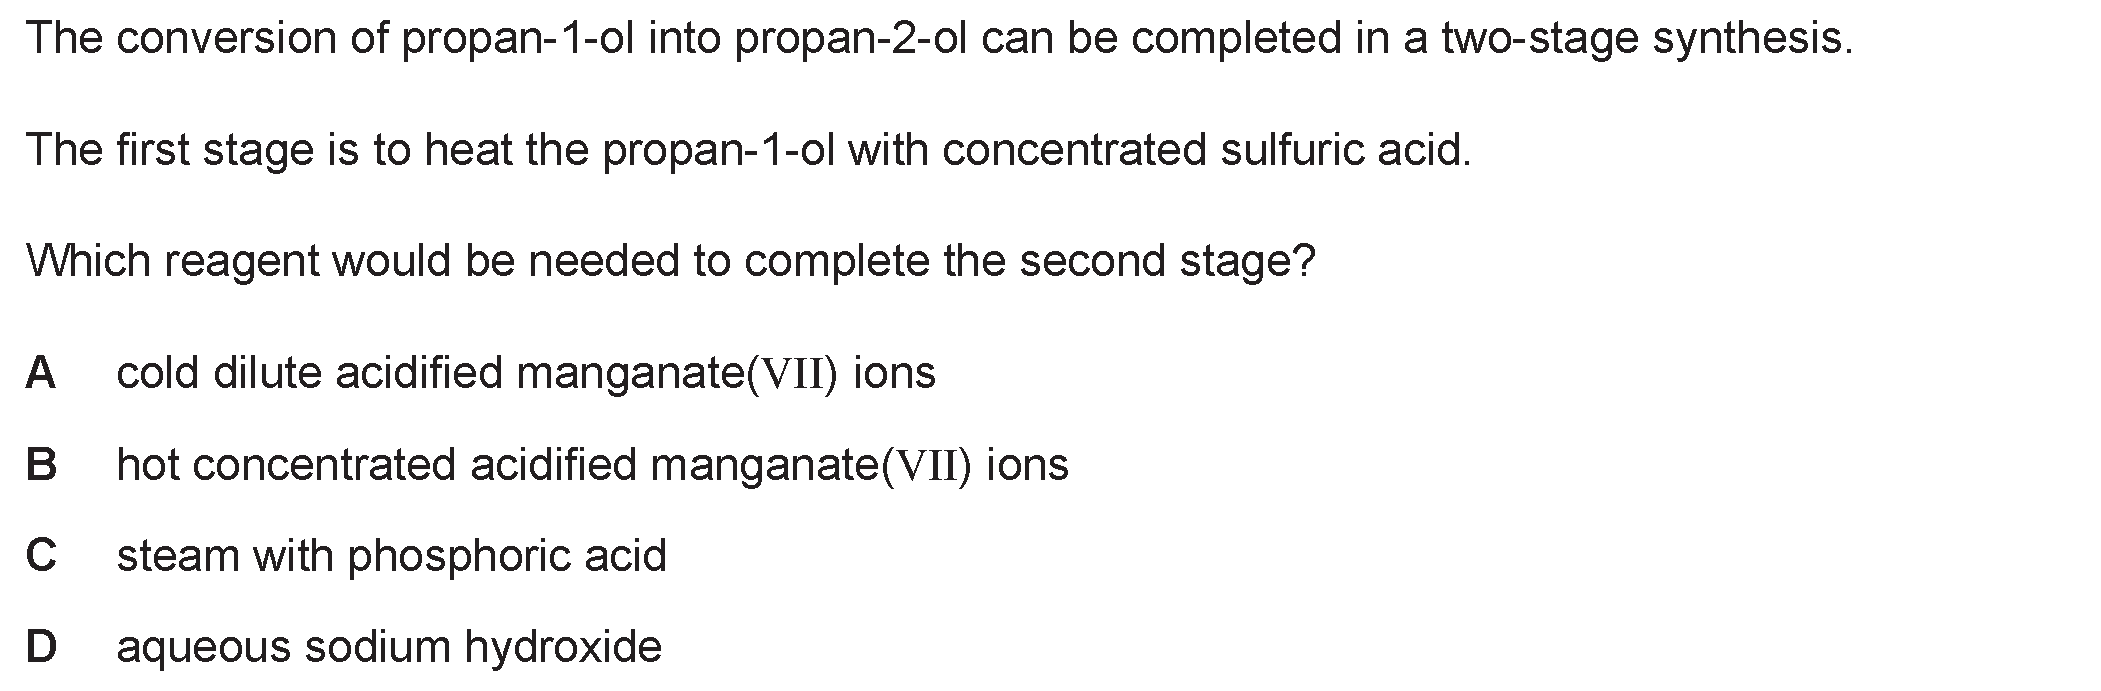 The conversion of propan-1-ol into propan-2-ol can be completed in a two-stage synthesis.
The first stage is to heat the propan-1-ol with concentrated sulfuric acid.
Which reagent would be needed to complete the second stage?
A cold dilute acidified manganate(VII) ions
B hot concentrated acidified manganate(VII) ions
C steam with phosphoric acid
D aqueous sodium hydroxide